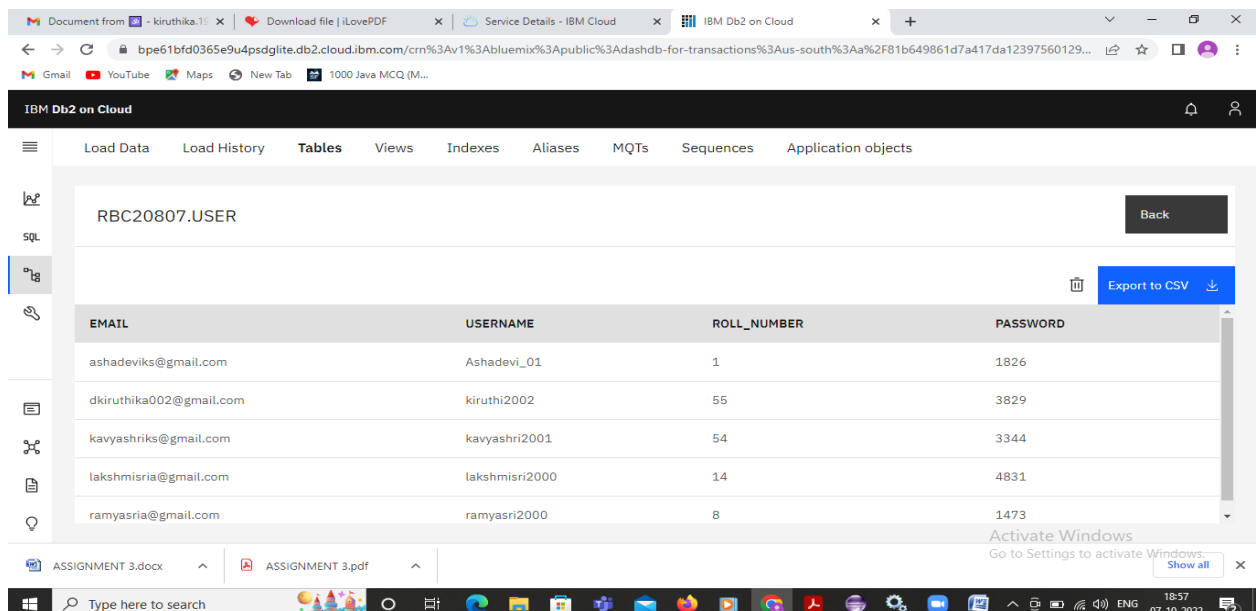 Document from - kiruthika.19 Download file | iLovePDF Service Details - IBM Cloud IBM Db2 on Cloud
bpe61bfd0365e9u4psdglite.db2.cloud.ibm.com/crn%3Av1%3Abluemix%3Apublic%3Adashdb-for-transactions%3Aus-south%3Aa%2F81b649861d7a417da12397560129...
Gmail YouTube Maps New Tab 1000 Java MCQ (M...
IBM Db2 on Cloud
Load Data Load History Tables Views Indexes Aliases MQTs Sequences Application objects
RBC20807.USER Back
SQL
Export to CSV
EMAIL USERNAME ROLL_NUMBER PASSWORD
ashadeviks@gmail.com Ashadevi_01 1 1826
dkiruthika002@gmail.com kiruthi2002 55 3829
kavyashriks@gmail.com kavyashri2001 54 3344
lakshmisria@gmail.com lakshmisri2000 14 4831
ramyasria@gmail.com ramyasri2000 8 1473
Activate Windows
Go to Settings to activate Windows.
ASSIGNMENT 3.docx ASSIGNMENT 3.pdf Show all
Type here to search ENG 18:57
07-10-2022